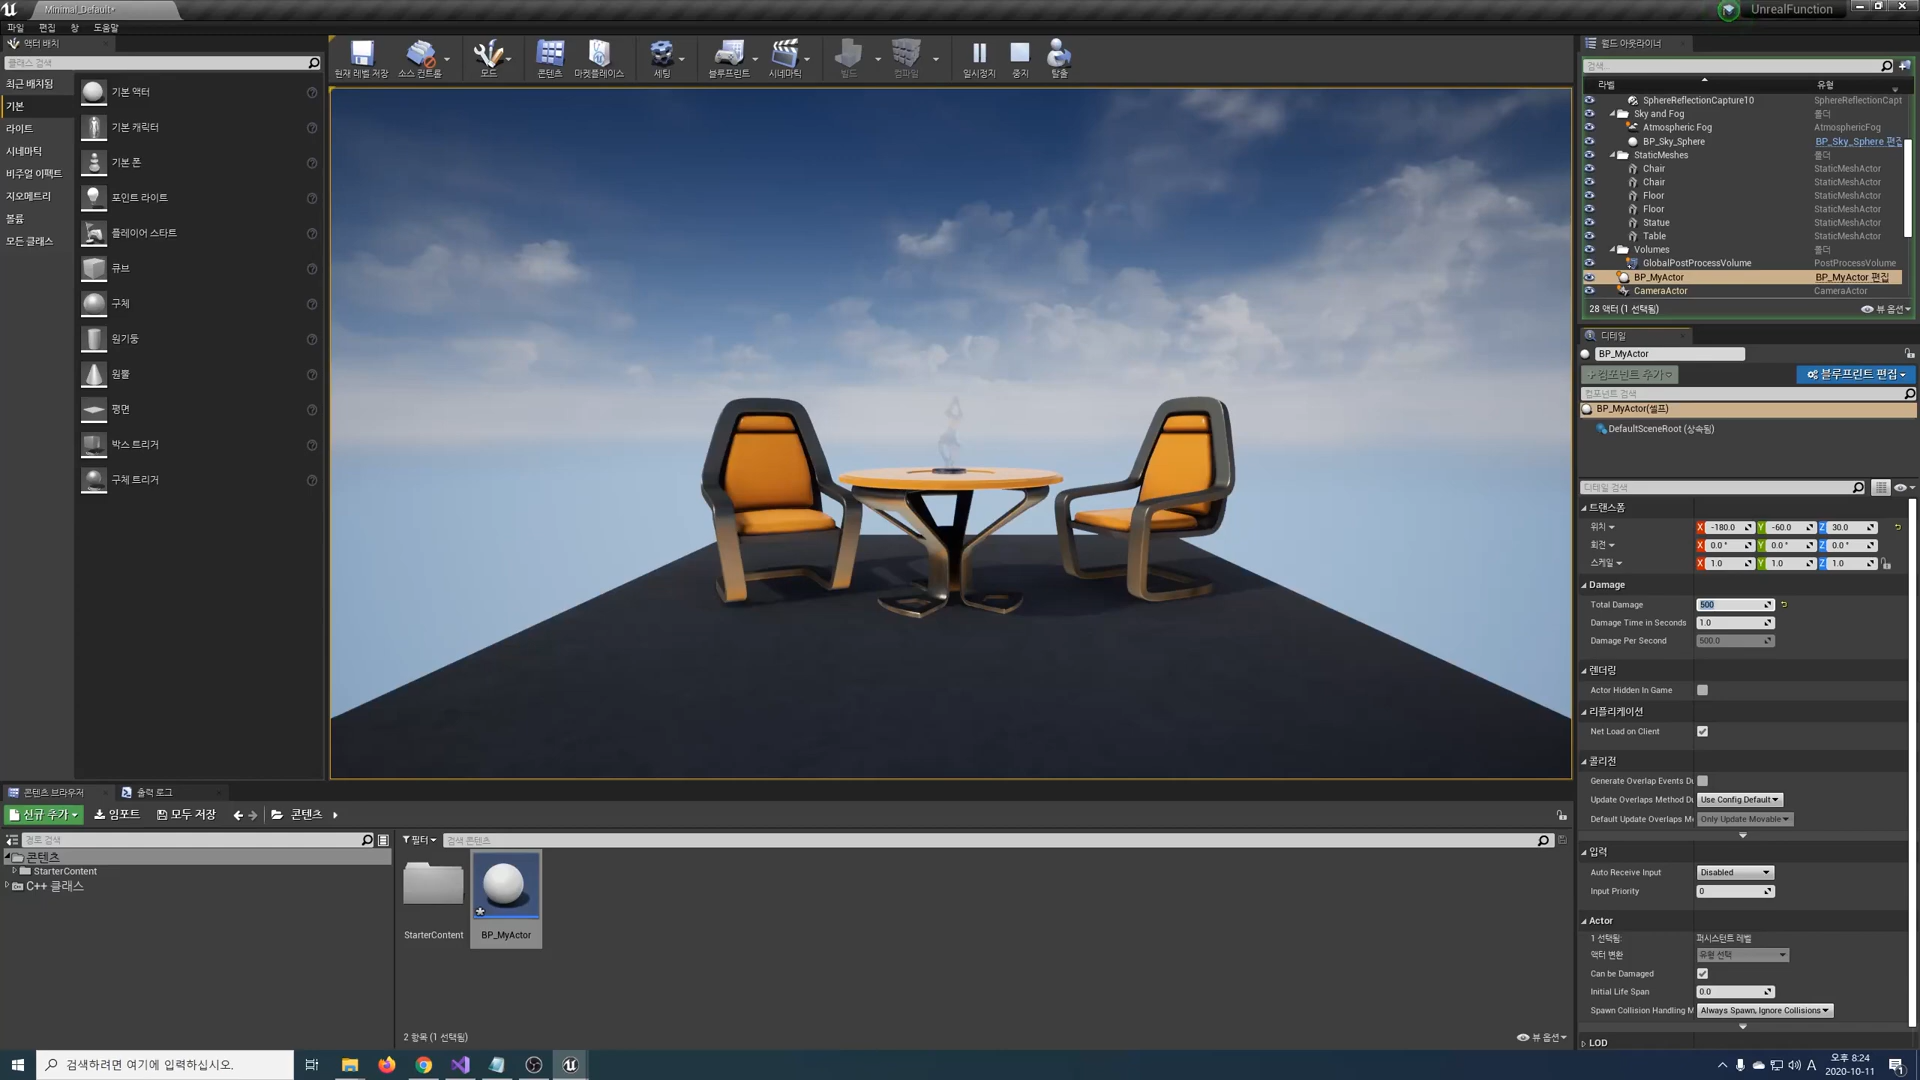 Minimal_Default*
UnrealFunction
파일 편집 창 도움말
액터 배치
클래스 검색
최근 배치됨
기본
라이트
시네마틱
비주얼 이펙트
지오메트리
볼륨
모든 클래스
기본 액터
기본 캐릭터
기본 폰
포인트 라이트
플레이어 스타트
큐브
구체
원기둥
원뿔
평면
박스 트리거
구체 트리거
현재 레벨 저장
소스 컨트롤
모드
콘텐츠
마켓플레이스
세팅
블루프린트
시네마틱
빌드
컴파일
일시정지
중지
탈출
월드 아웃라이너
검색...
라벨 유형
SphereReflectionCapture10 SphereReflectionCapt
Sky and Fog 폴더
Atmospheric Fog AtmosphericFog
BP_Sky_Sphere BP_Sky_Sphere 편집
StaticMeshes 폴더
Chair StaticMeshActor
Chair StaticMeshActor
Floor StaticMeshActor
Floor StaticMeshActor
Statue StaticMeshActor
Table StaticMeshActor
Volumes 폴더
GlobalPostProcessVolume PostProcessVolume
BP_MyActor BP_MyActor 편집
CameraActor CameraActor
28 액터 (1 선택됨) 뷰 옵션
디테일
BP_MyActor
+컴포넌트 추가 블루프린트 편집
컴포넌트 검색
BP_MyActor(셀프)
DefaultSceneRoot (상속됨)
디테일 검색
트랜스폼
위치 X -180.0 Y -60.0 Z 30.0
회전 X 0.0° Y 0.0° Z 0.0°
스케일 X 1.0 Y 1.0 Z 1.0
Damage
Total Damage 500
Damage Time in Seconds 1.0
Damage Per Second 500.0
렌더링
Actor Hidden In Game
리플리케이션
Net Load on Client
콜리전
Generate Overlap Events Du
Update Overlaps Method Du Use Config Default
Default Update Overlaps Me Only Update Movable
입력
Auto Receive Input Disabled
Input Priority 0
Actor
1 선택됨: 퍼시스턴트 레벨
액터 변환 유형 선택
Can be Damaged
Initial Life Span 0.0
Spawn Collision Handling M Always Spawn, Ignore Collisions
LOD
콘텐츠 브라우저 출력 로그
신규 추가 임포트 모두 저장 콘텐츠
경로 검색
콘텐츠
StarterContent
C++ 클래스
필터 검색 콘텐츠
StarterContent
BP_MyActor
2 항목 (1 선택됨) 뷰 옵션
검색하려면 여기에 입력하십시오.
A
오후 8:24
2020-10-11
1